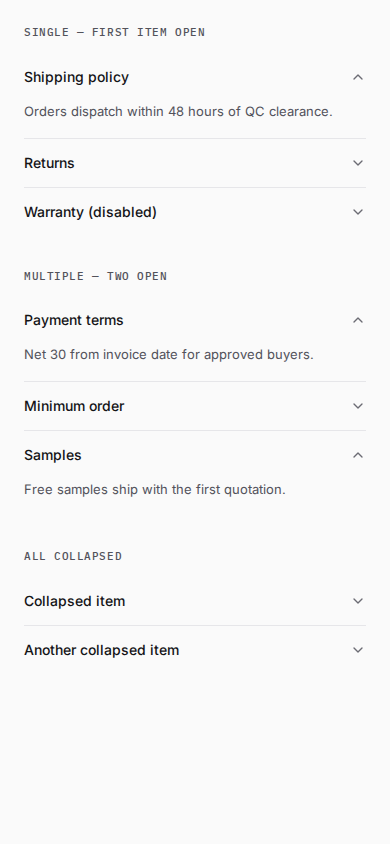 SINGLE — FIRST ITEM OPEN
Shipping policy
Orders dispatch within 48 hours of QC clearance.
Returns
Warranty (disabled)
MULTIPLE — TWO OPEN
Payment terms
Net 30 from invoice date for approved buyers.
Minimum order
Samples
Free samples ship with the first quotation.
ALL COLLAPSED
Collapsed item
Another collapsed item